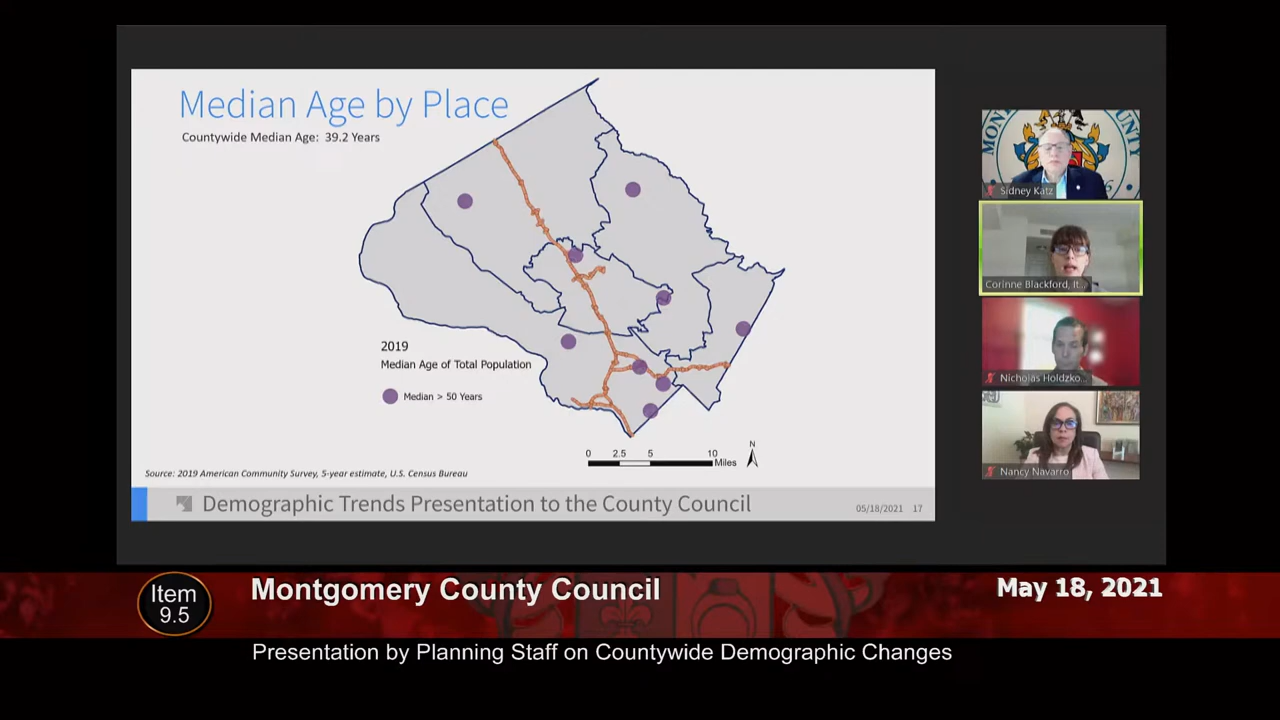 Median Age by Place
Countywide Median Age: 39.2 Years
2019
Median Age of Total Population
Median > 50 Years
0 2.5 5 10
Miles
N
Source: 2019 American Community Survey, 5-year estimate, U.S. Census Bureau
Demographic Trends Presentation to the County Council
05/18/2021 17
Sidney Katz
Corinne Blackford, It...
Nicholas Holdzko...
Nancy Navarro
Item
9.5
Montgomery County Council
May 18, 2021
Presentation by Planning Staff on Countywide Demographic Changes